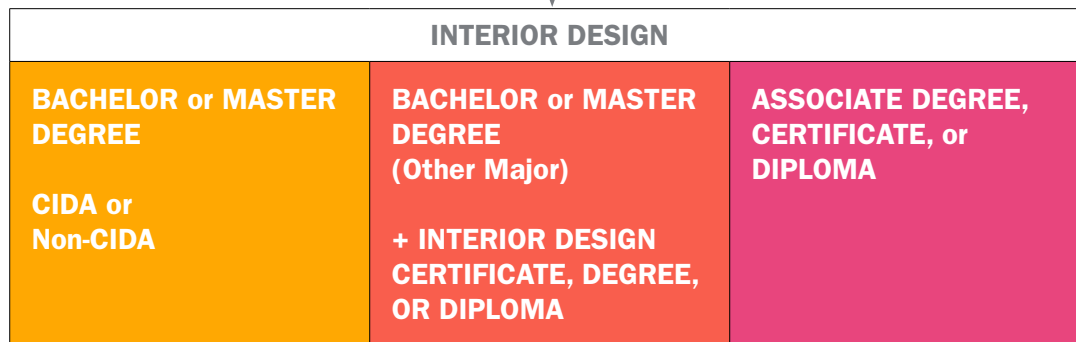 INTERIOR DESIGN
BACHELOR or MASTER
DEGREE
CIDA or
Non-CIDA
BACHELOR or MASTER
DEGREE
(Other Major)
+ INTERIOR DESIGN
CERTIFICATE, DEGREE,
OR DIPLOMA
ASSOCIATE DEGREE,
CERTIFICATE, or
DIPLOMA